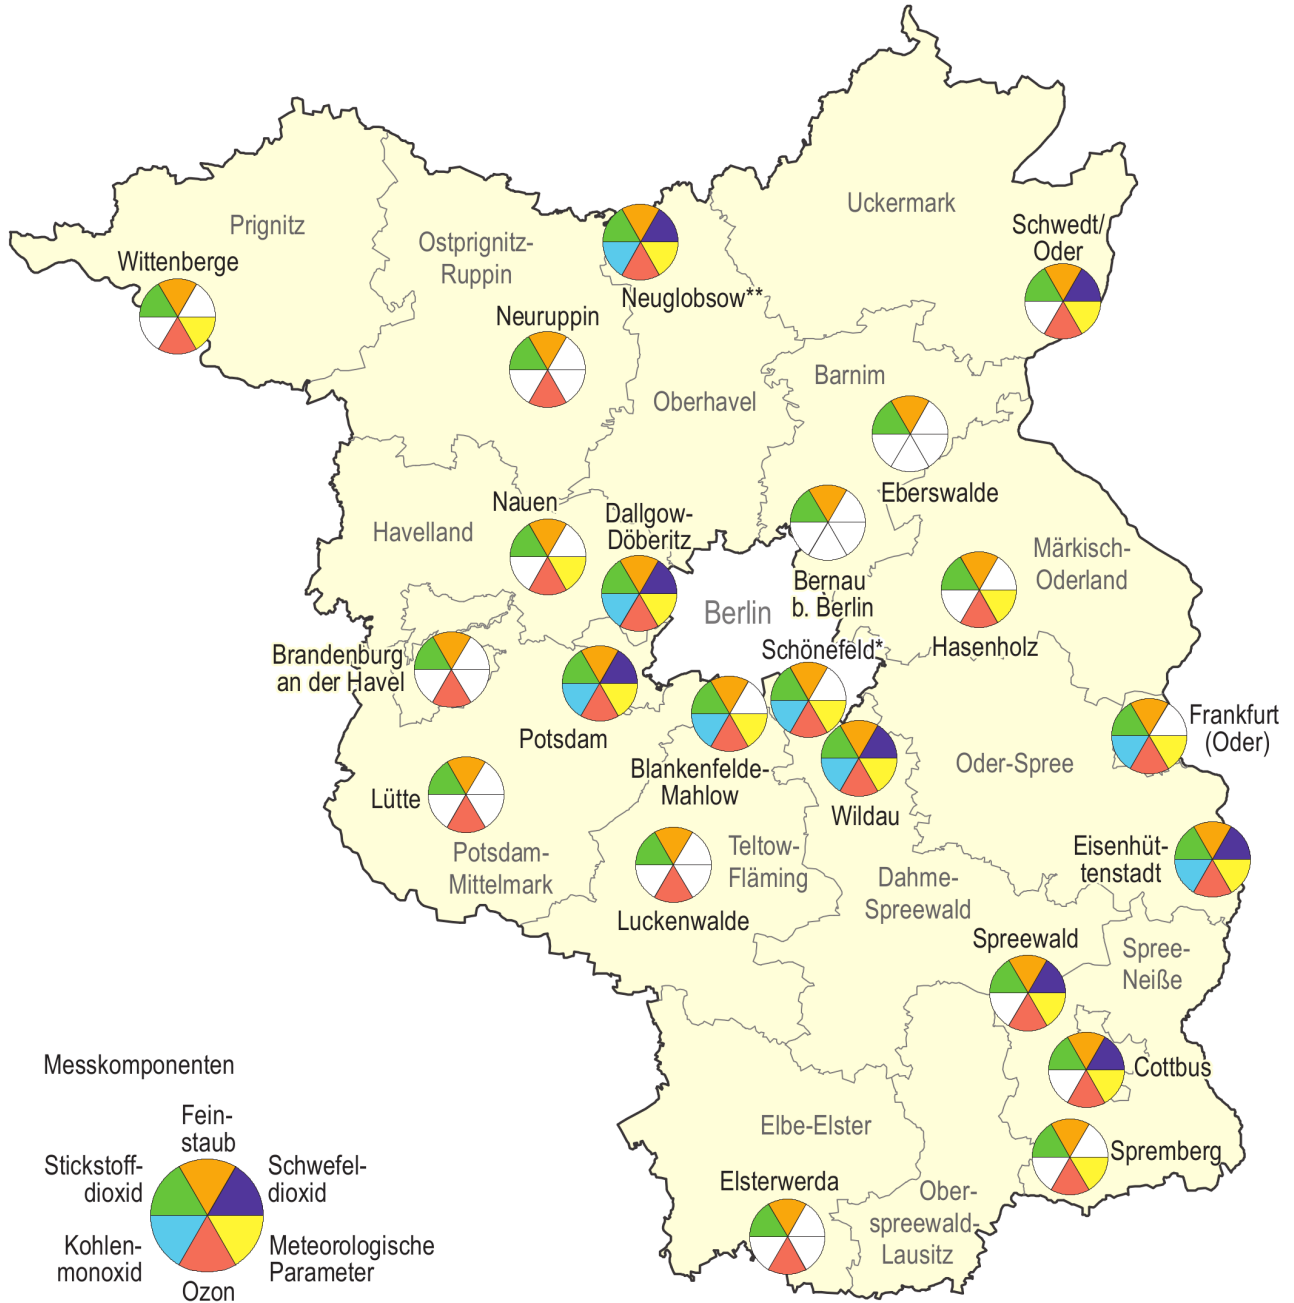 Uckermark
Prignitz
Schwedt/
Oder
Ostprignitz-
Ruppin
Wittenberge
Neuglobsow**
Neuruppin
Barnim
Oberhavel
Eberswalde
Nauen
Dallgow-
Döberitz
Havelland
Märkisch-
Oderland
Bernau
b. Berlin
Berlin
Hasenholz
Schönefeld*
Brandenburg
an der Havel
Frankfurt
(Oder)
Potsdam
Oder-Spree
Blankenfelde-
Mahlow
Lütte
Wildau
Potsdam-
Mittelmark
Teltow-
Fläming
Eisenhüt-
tenstadt
Dahme-
Spreewald
Luckenwalde
Spreewald
Spree-
Neiße
Cottbus
Elbe-Elster
Spremberg
Elsterwerda
Ober-
spreewald-
Lausitz
Messkomponenten
Fein-
staub
Stickstoff-
dioxid
Schwefel-
dioxid
Kohlen-
monoxid
Meteorologische
Parameter
Ozon